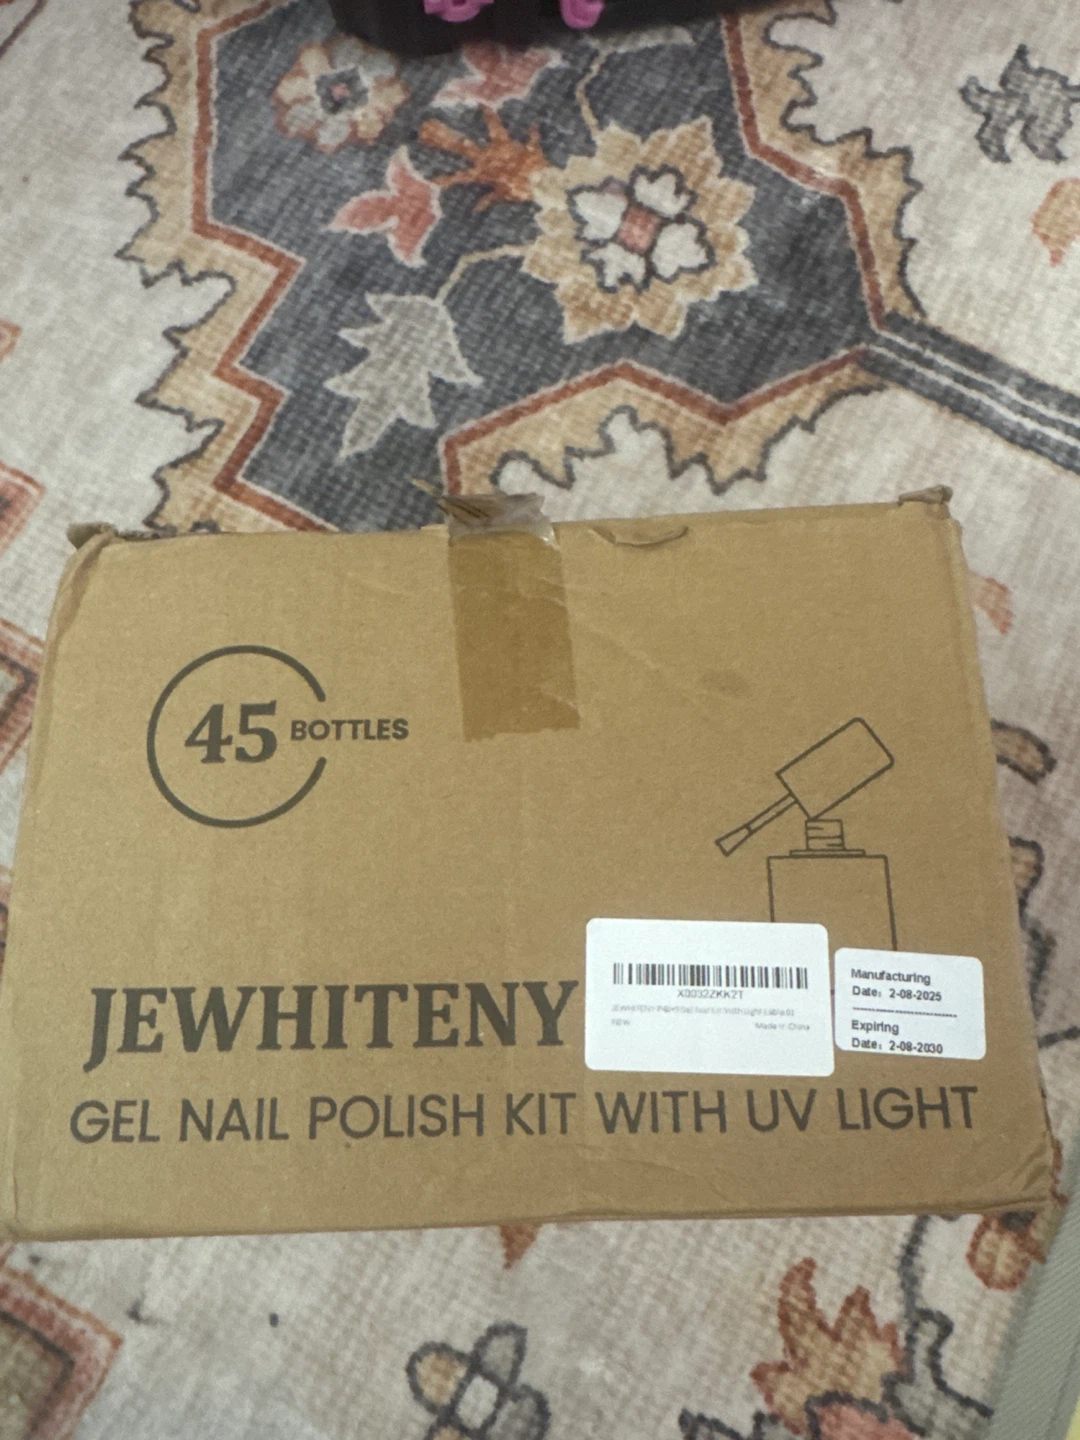 45 BOTTLES
JEWHITENY
X0032ZKK2T
Made in China
Manufacturing
Date: 2-08-2025
Expiring
Date: 2-08-2030
GEL NAIL POLISH KIT WITH UV LIGHT